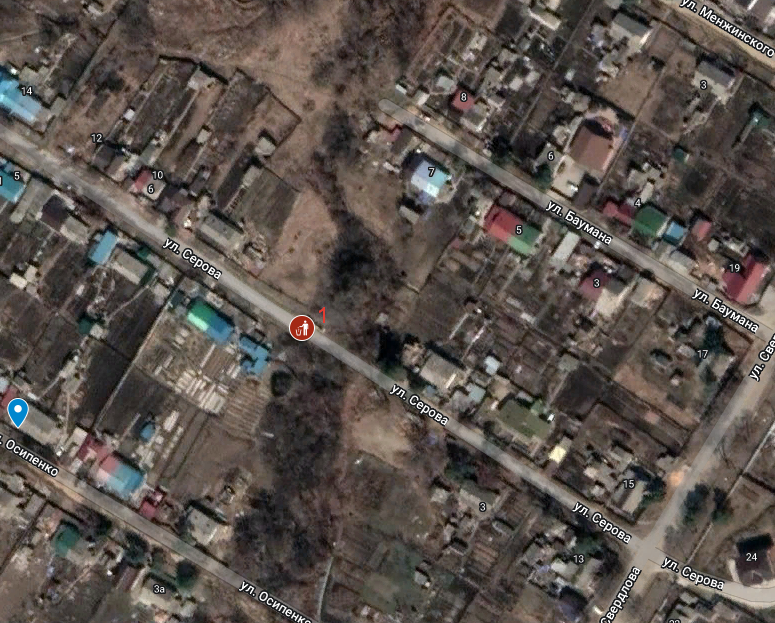 ул. Менжинского
14
8
3
12
6
5
10
6
7
4
ул. Баумана
5
ул. Серова
19
3
ул. Баумана
1
17
ул. Све
ул. Серова
. Осипенко
15
3
ул. Серова
13
24
ул. Серова
3а
ул. Осипенко
Свердлова